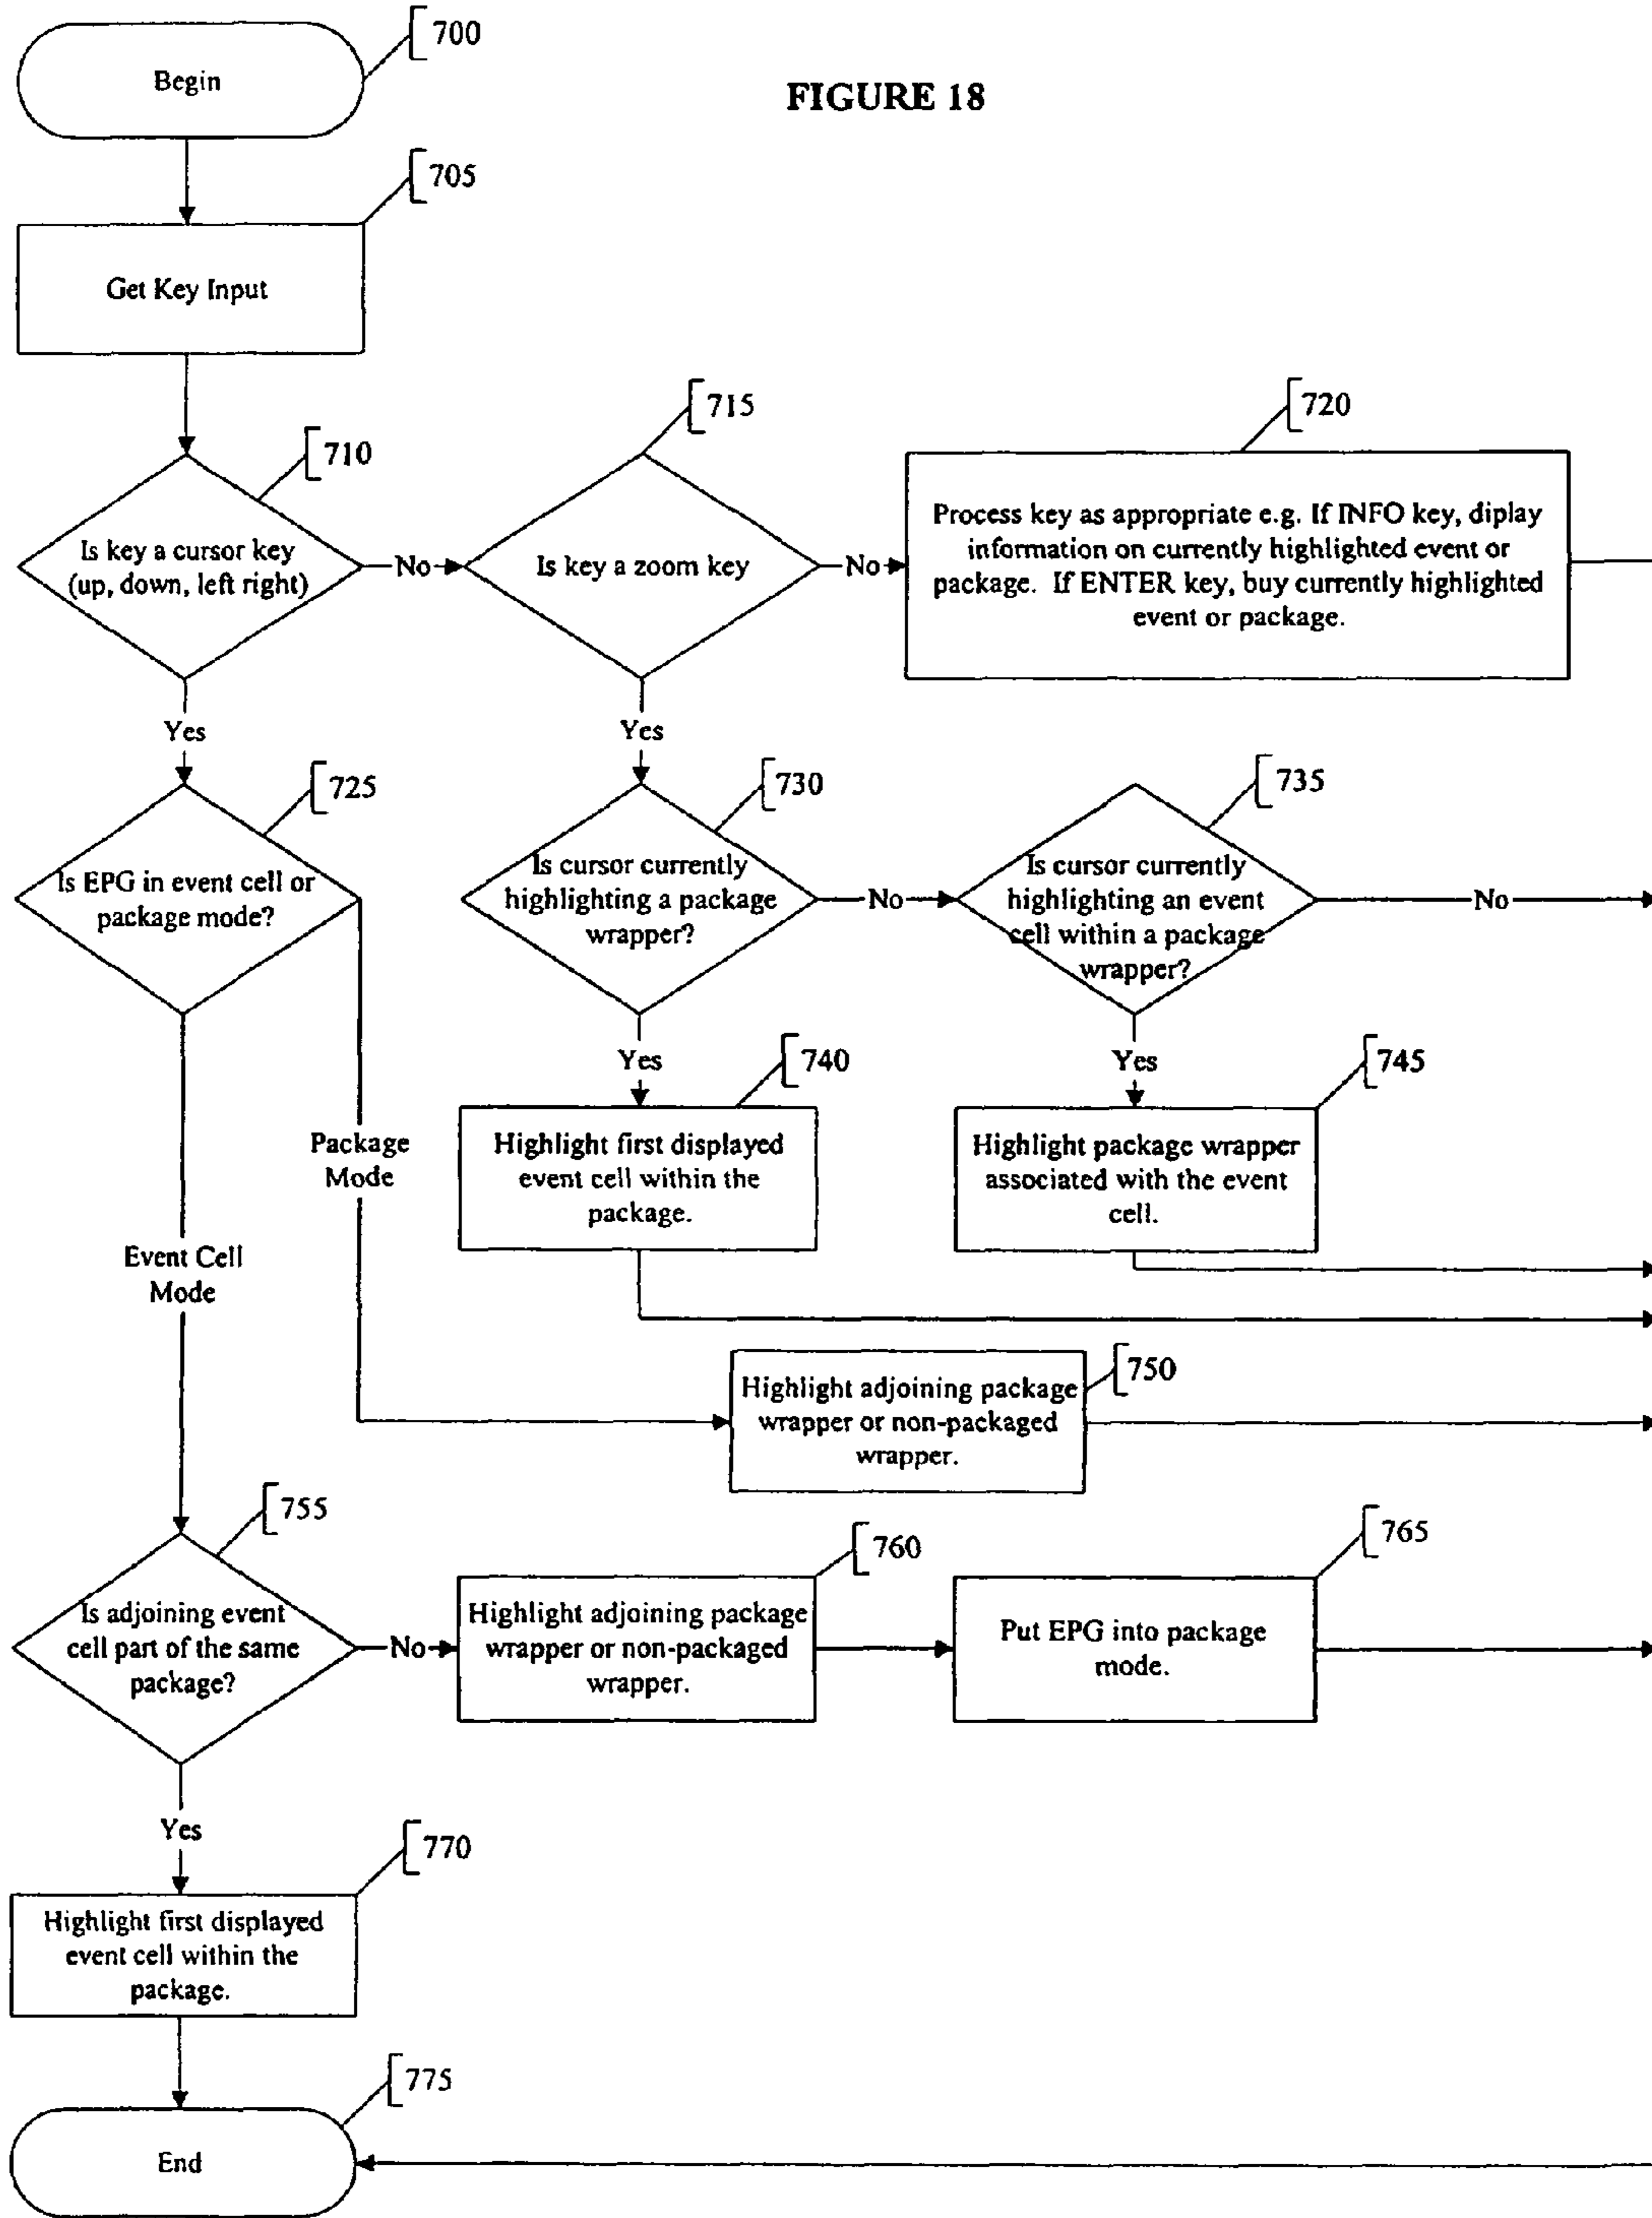 700
Begin
FIGURE 18
705
Get Key Input
710
Is key a cursor key
(up, down, left right)
No
715
Is key a zoom key
No
720
Process key as appropriate e.g. If INFO key, diplay
information on currently highlighted event or
package. If ENTER key, buy currently highlighted
event or package.
Yes
Yes
725
Is EPG in event cell or
package mode?
730
Is cursor currently
highlighting a package
wrapper?
No
735
Is cursor currently
highlighting an event
cell within a package
wrapper?
No
Yes
Yes
740
Highlight first displayed
event cell within the
package.
745
Highlight package wrapper
associated with the event
cell.
Package
Mode
Event Cell
Mode
750
Highlight adjoining package
wrapper or non-packaged
wrapper.
755
Is adjoining event
cell part of the same
package?
No
760
Highlight adjoining package
wrapper or non-packaged
wrapper.
765
Put EPG into package
mode.
Yes
770
Highlight first displayed
event cell within the
package.
775
End